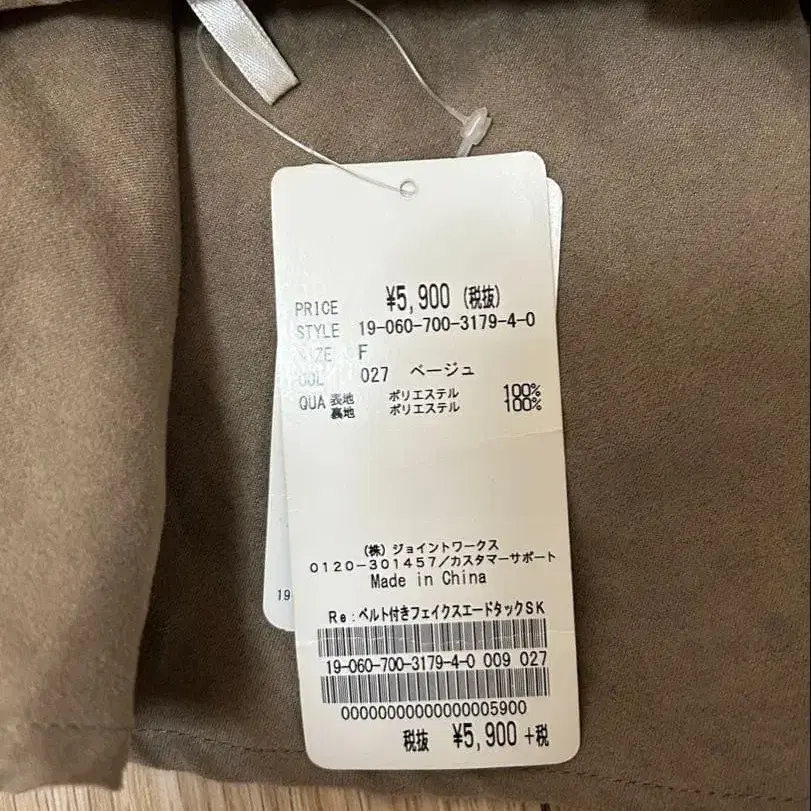 PRICE ¥5,900 (税抜)
STYLE 19-060-700-3179-4-0
SIZE F
COL 027 ベージュ
QUA 表地 ポリエステル 100%
裏地 ポリエステル 100%
(株)ジョイントワークス
0120-301457/カスタマーサポート
Made in China
Re:ベルト付きフェイクスエードタックSK
19-060-700-3179-4-0 009 027
00000000000000005900
税抜 ¥5,900 +税
19